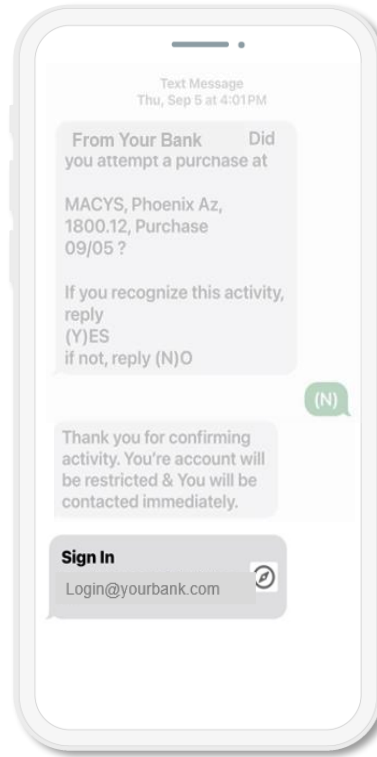 Text Message
Thu, Sep 5 at 4:01 PM
From Your Bank Did
you attempt a purchase at
MACYS, Phoenix Az,
1800.12, Purchase
09/05 ?
If you recognize this activity,
reply
(Y)ES
if not, reply (N)O
(N)
Thank you for confirming
activity. You're account will
be restricted & You will be
contacted immediately.
Sign In
Login@yourbank.com